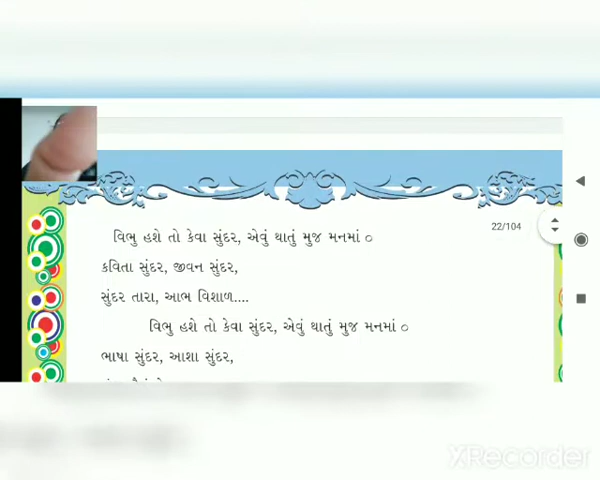 22/104
વિભુ હશે તો કેવા સુંદર, એવું થાતું મુજ મનમાં ૦
કવિતા સુંદર, જીવન સુંદર,
સુંદર તારા, આભ વિશાળ....
વિભુ હશે તો કેવા સુંદર, એવું થાતું મુજ મનમાં ૦
ભાષા સુંદર, આશા સુંદર,
XRecorder